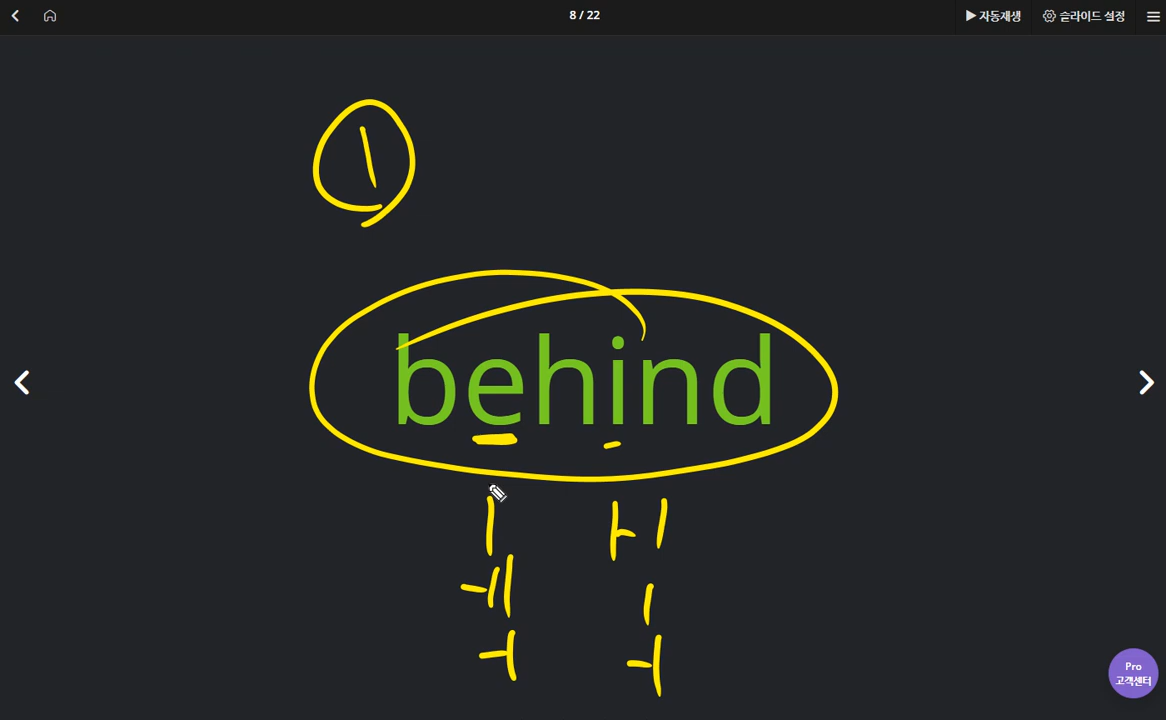 8 / 22
▶ 자동재생
슬라이드 설정
①
behind
ㅣ ㅏㅣ
ㅔ ㅣ
ㅓ ㅓ
Pro
고객센터